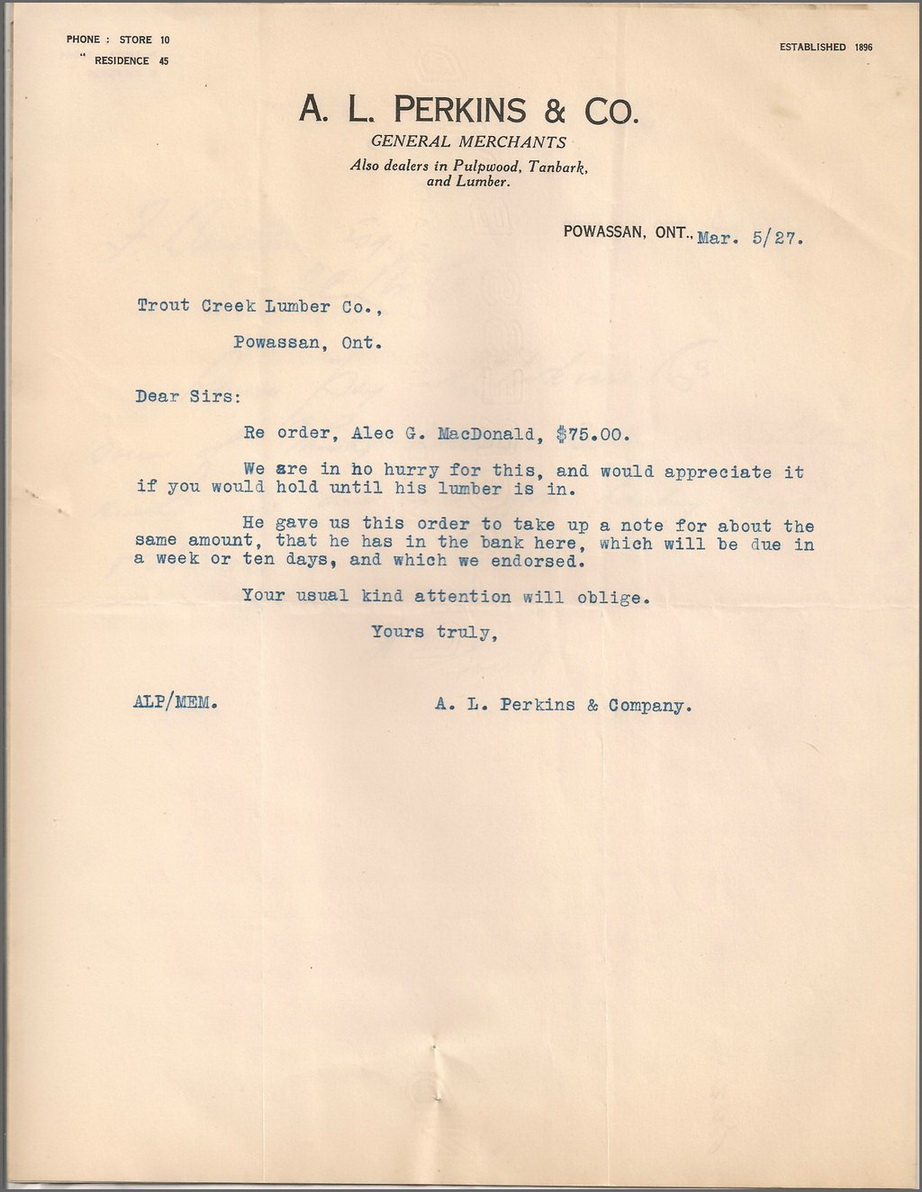 PHONE : STORE 10
" RESIDENCE 45
ESTABLISHED 1896
A. L. PERKINS & CO.
GENERAL MERCHANTS
Also dealers in Pulpwood, Tanbark,
and Lumber.
POWASSAN, ONT., Mar. 5/27.
Trout Creek Lumber Co.,
Powassan, Ont.
Dear Sirs:
Re order, Alec G. MacDonald, $75.00.
We are in ho hurry for this, and would appreciate it
if you would hold until his lumber is in.
He gave us this order to take up a note for about the
same amount, that he has in the bank here, which will be due in
a week or ten days, and which we endorsed.
Your usual kind attention will oblige.
Yours truly,
ALP/MEM. A. L. Perkins & Company.